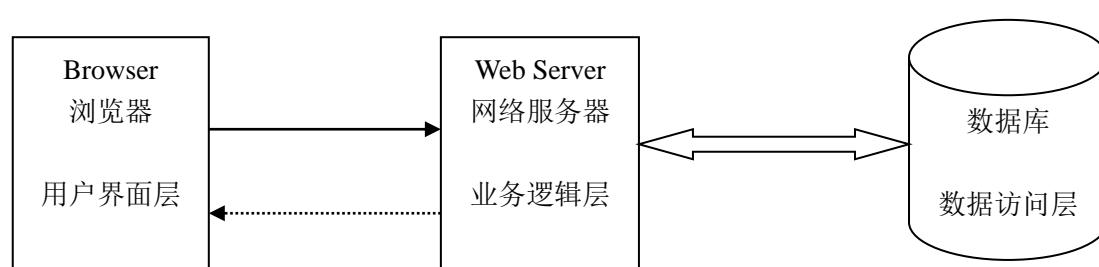 Browser
浏览器
用户界面层
Web Server
网络服务器
业务逻辑层
数据库
数据访问层